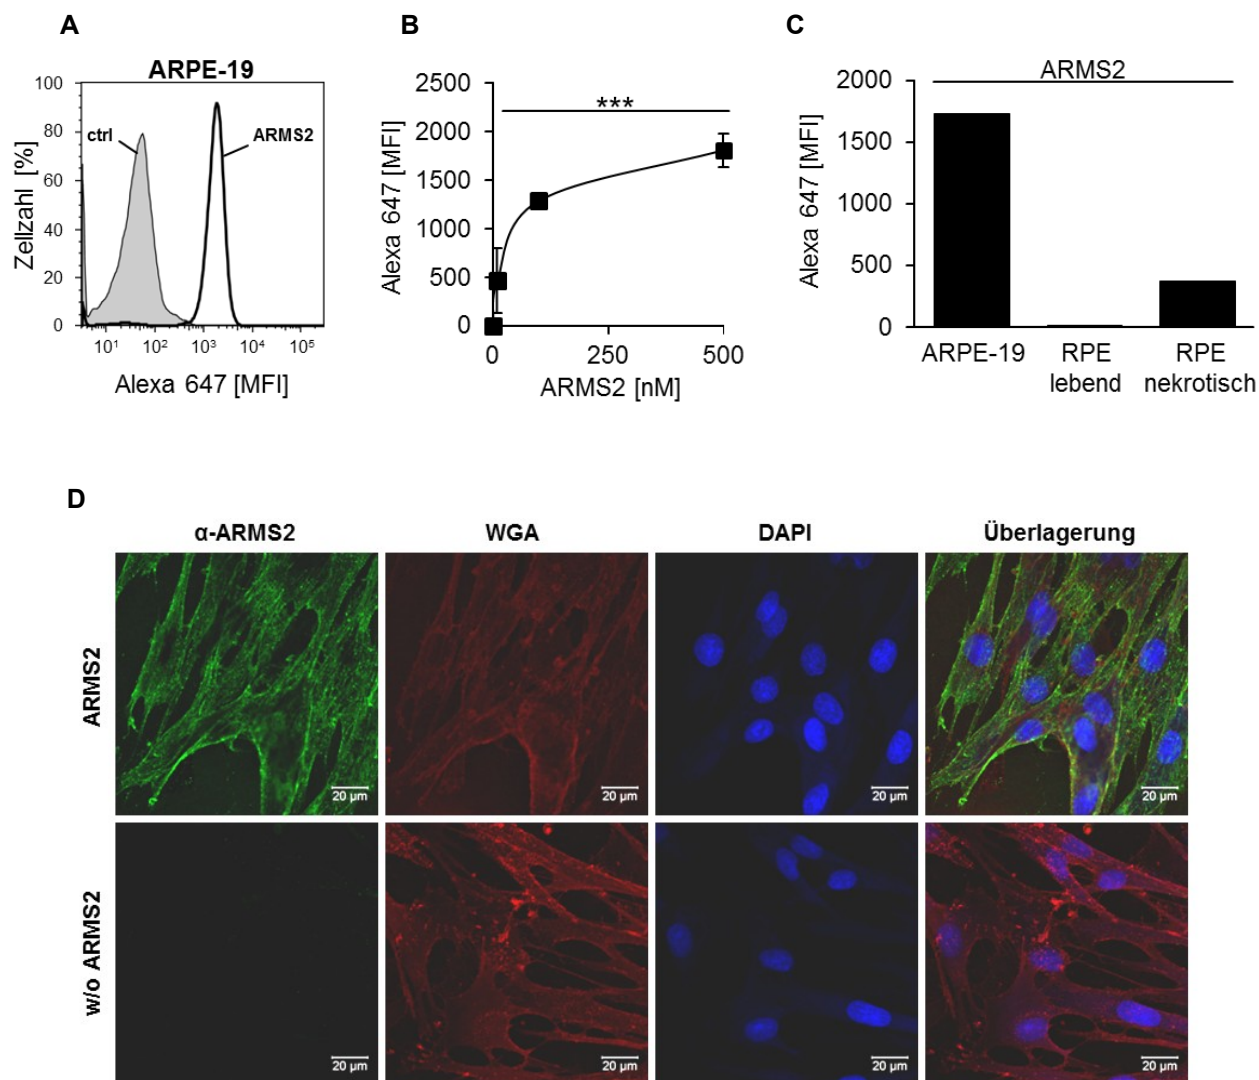 A
B
C
ARPE-19
100
80
60
40
20
0
Zellzahl [%]
ctrl
ARMS2
10¹
10²
10³
10⁴
10⁵
Alexa 647 [MFI]
2500
2000
1500
1000
500
0
Alexa 647 [MFI]
***
0
250
500
ARMS2 [nM]
2000
1500
1000
500
0
Alexa 647 [MFI]
ARMS2
ARPE-19
RPE
lebend
RPE
nekrotisch
D
α-ARMS2
WGA
DAPI
Überlagerung
ARMS2
20 µm
20 µm
20 µm
20 µm
w/o ARMS2
20 µm
20 µm
20 µm
20 µm